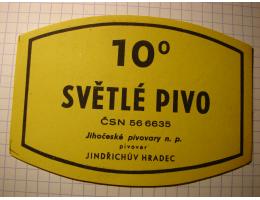 10°
SVĚTLÉ PIVO
ČSN 56 6635
Jihočeské pivovary n. p.
pivovar
JINDŘICHŮV HRADEC